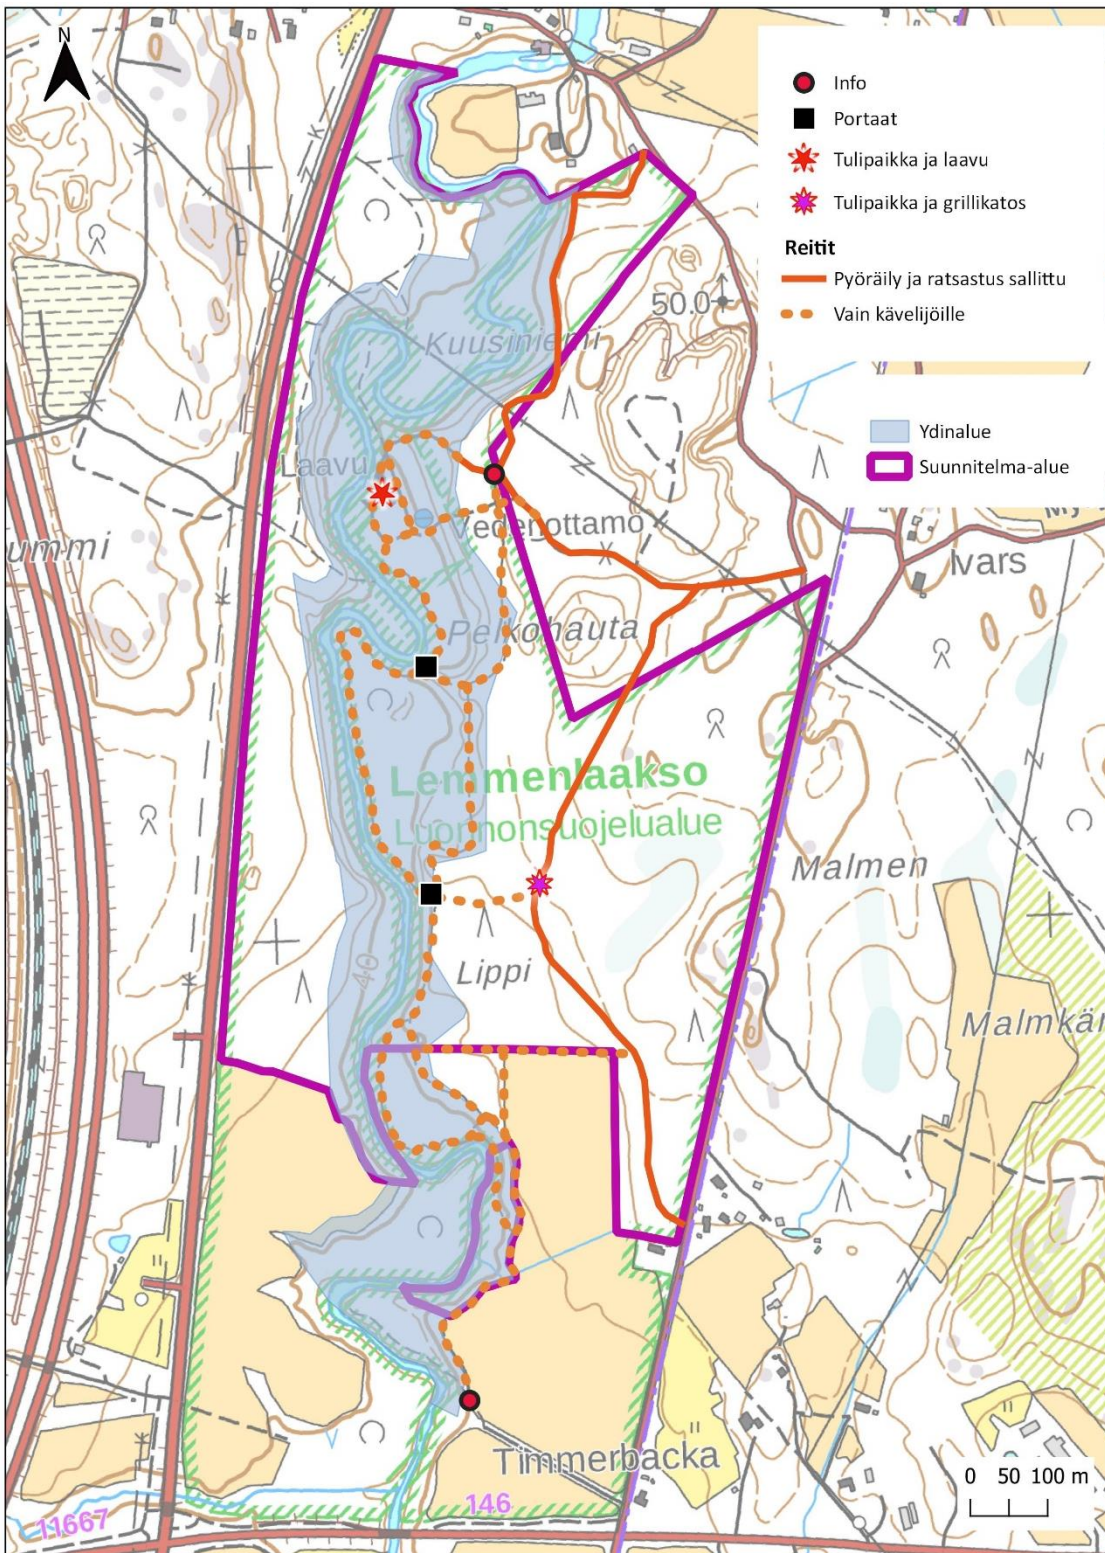 N
Info
Portaat
Tulipaikka ja laavu
Tulipaikka ja grillikatos
Reitit
Pyöräily ja ratsastus sallittu
Vain kävelijöille
Ydinalue
Suunnitelma-alue
50.0
Kuusiniemi
Laavu
Vedenottamo
ummi
Ivars
Pelkohauta
Lemmenlaakso
Luonnonsuojelualue
Malmen
40
Lippi
Malmkär
Timmerbacka
0 50 100 m
146
11667